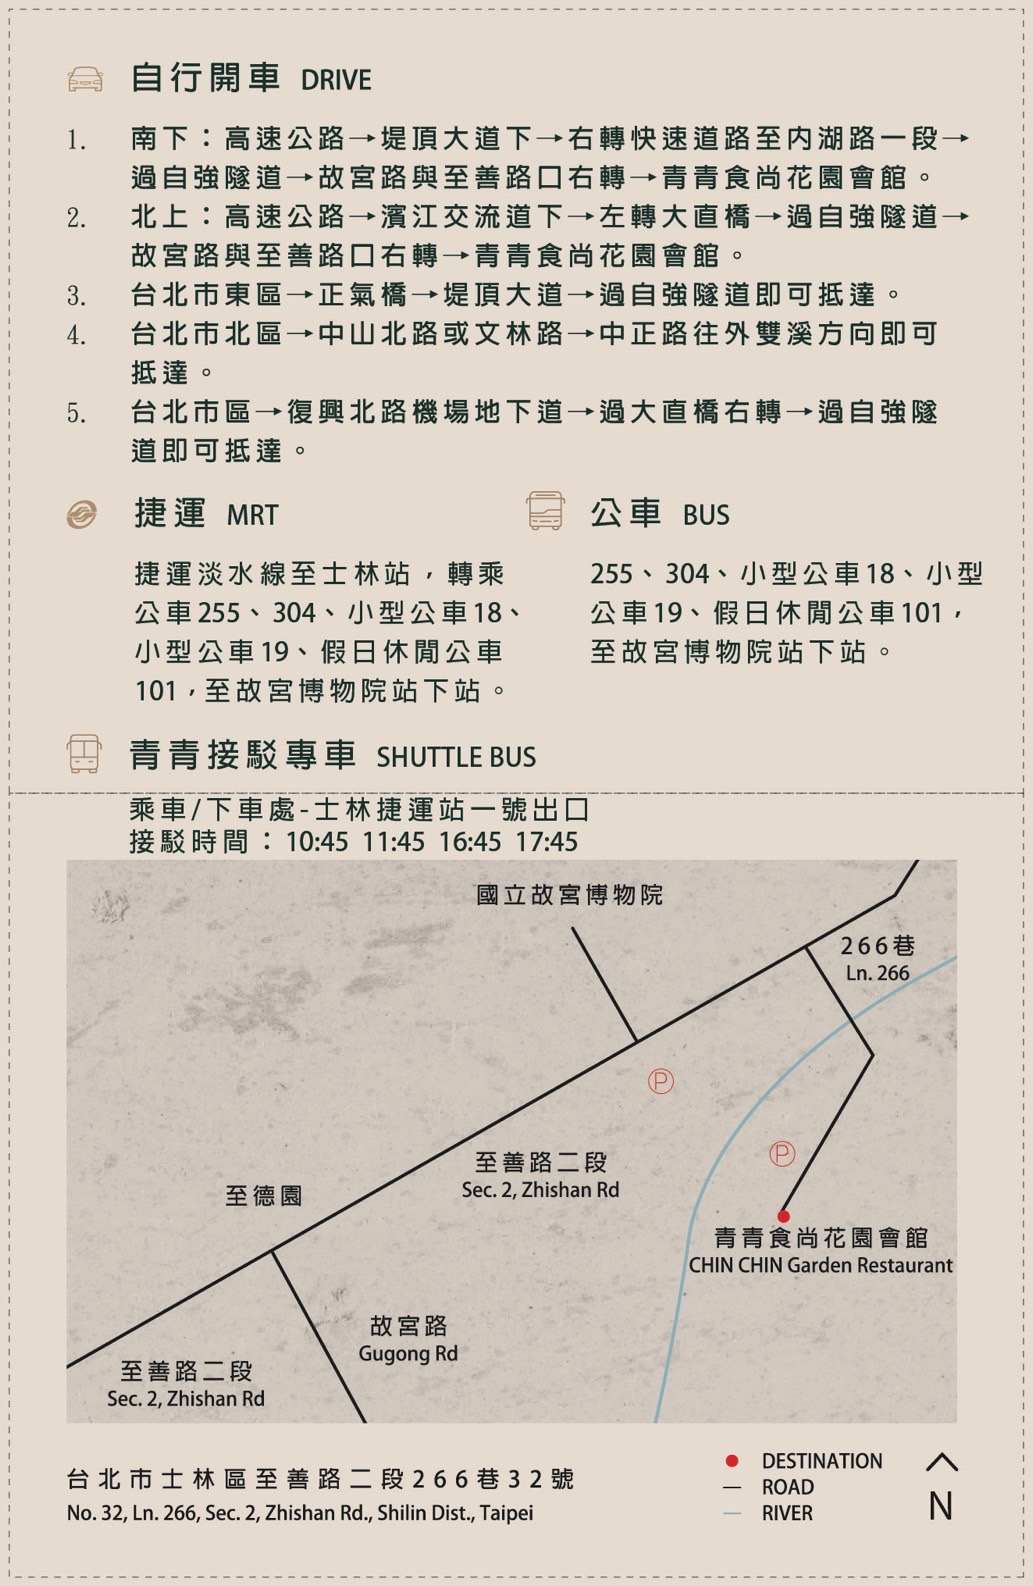 自行開車 DRIVE
1. 南下：高速公路→堤頂大道下→右轉快速道路至內湖路一段→
過自強隧道→故宮路與至善路口右轉→青青食尚花園會館。
2. 北上：高速公路→濱江交流道下→左轉大直橋→過自強隧道→
故宮路與至善路口右轉→青青食尚花園會館。
3. 台北市東區→正氣橋→堤頂大道→過自強隧道即可抵達。
4. 台北市北區→中山北路或文林路→中正路往外雙溪方向即可
抵達。
5. 台北市區→復興北路機場地下道→過大直橋右轉→過自強隧
道即可抵達。
捷運 MRT
捷運淡水線至士林站，轉乘
公車255、304、小型公車18、
小型公車19、假日休閒公車
101，至故宮博物院站下站。
公車 BUS
255、304、小型公車18、小型
公車19、假日休閒公車101，
至故宮博物院站下站。
青青接駁專車 SHUTTLE BUS
乘車/下車處-士林捷運站一號出口
接駁時間：10:45 11:45 16:45 17:45
國立故宮博物院
266巷
Ln. 266
P
至善路二段
Sec. 2, Zhishan Rd
P
至德園
青青食尚花園會館
CHIN CHIN Garden Restaurant
故宮路
Gugong Rd
至善路二段
Sec. 2, Zhishan Rd
台北市士林區至善路二段266巷32號
No. 32, Ln. 266, Sec. 2, Zhishan Rd., Shilin Dist., Taipei
DESTINATION
ROAD
RIVER
N